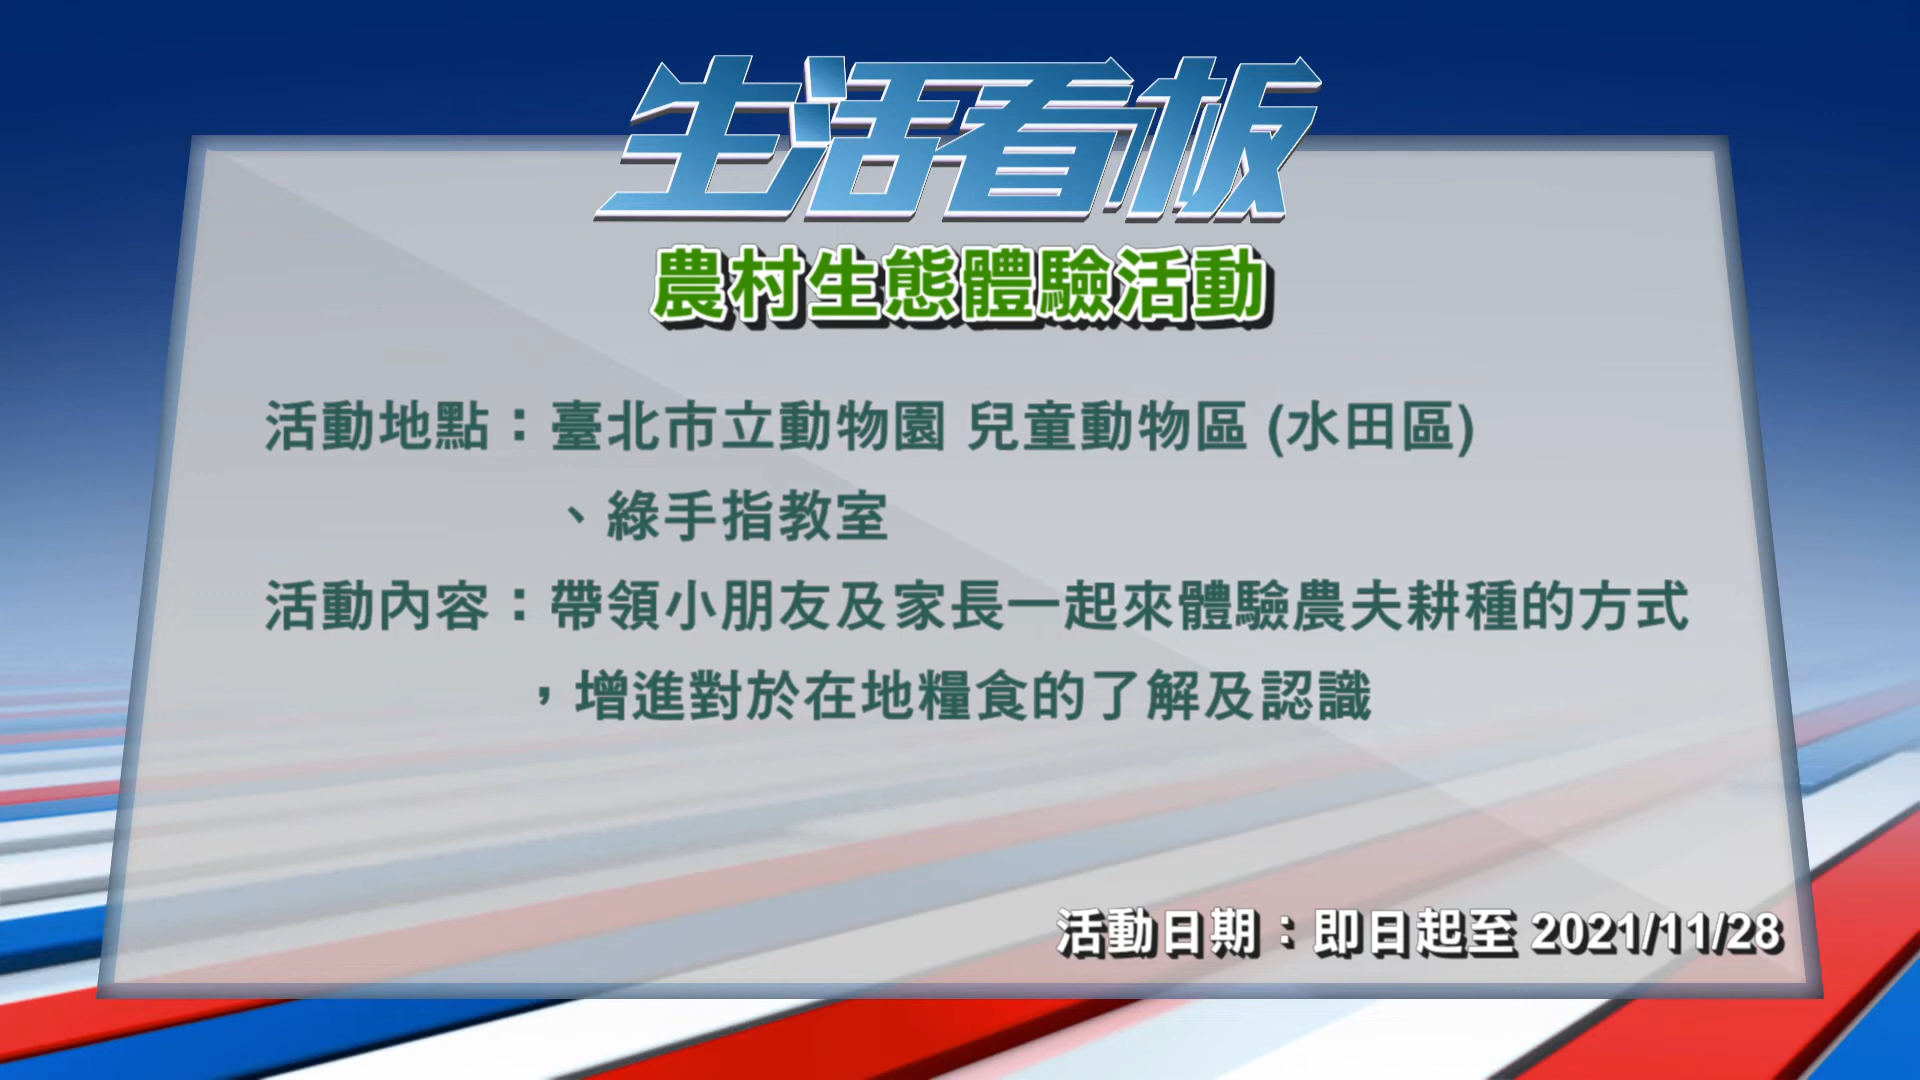 生活看板
農村生態體驗活動
活動地點：臺北市立動物園 兒童動物區 (水田區)
、綠手指教室
活動內容：帶領小朋友及家長一起來體驗農夫耕種的方式
，增進對於在地糧食的了解及認識
活動日期：即日起至 2021/11/28